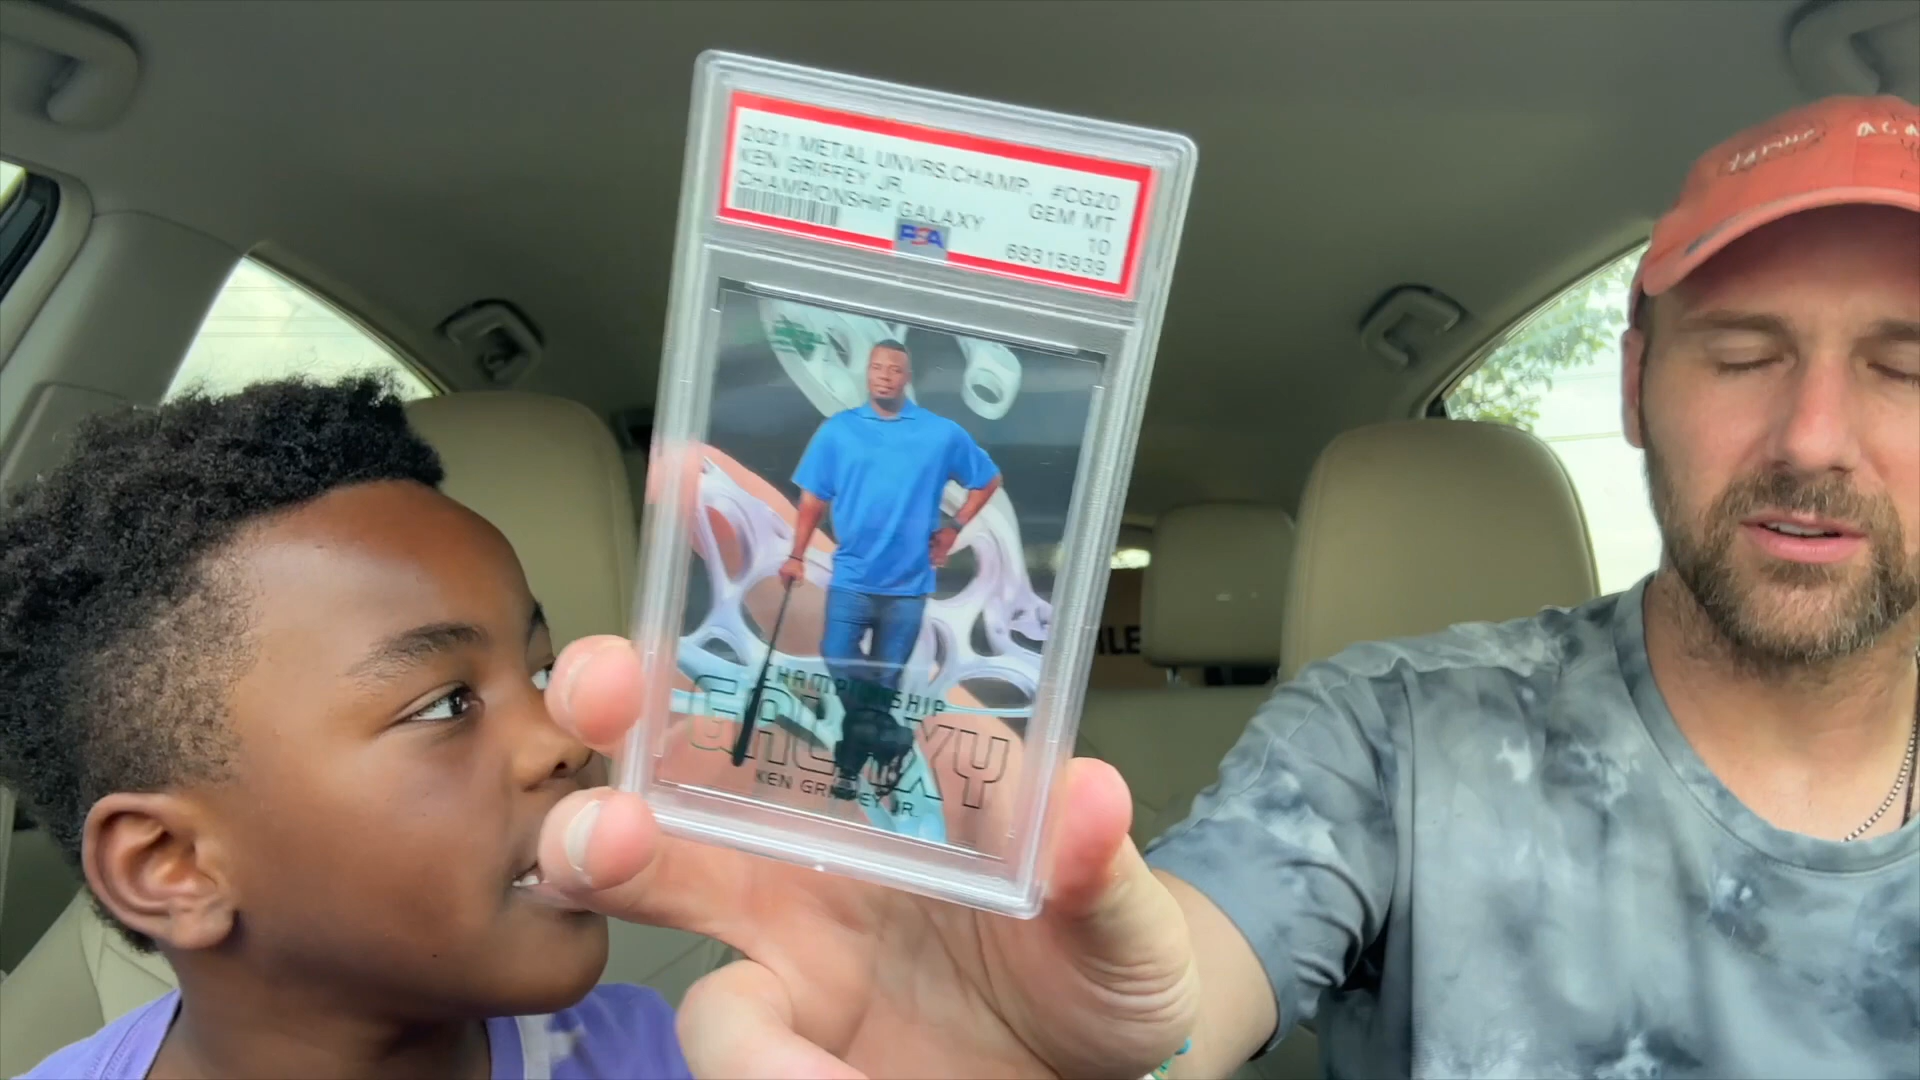 2021 METAL UNVRS.CHAMP. #CG20
KEN GRIFFEY JR. GEM MT
CHAMPIONSHIP GALAXY 10
PSA 69315939
CHAMPIONSHIP
GALAXY
KEN GRIFFEY JR.